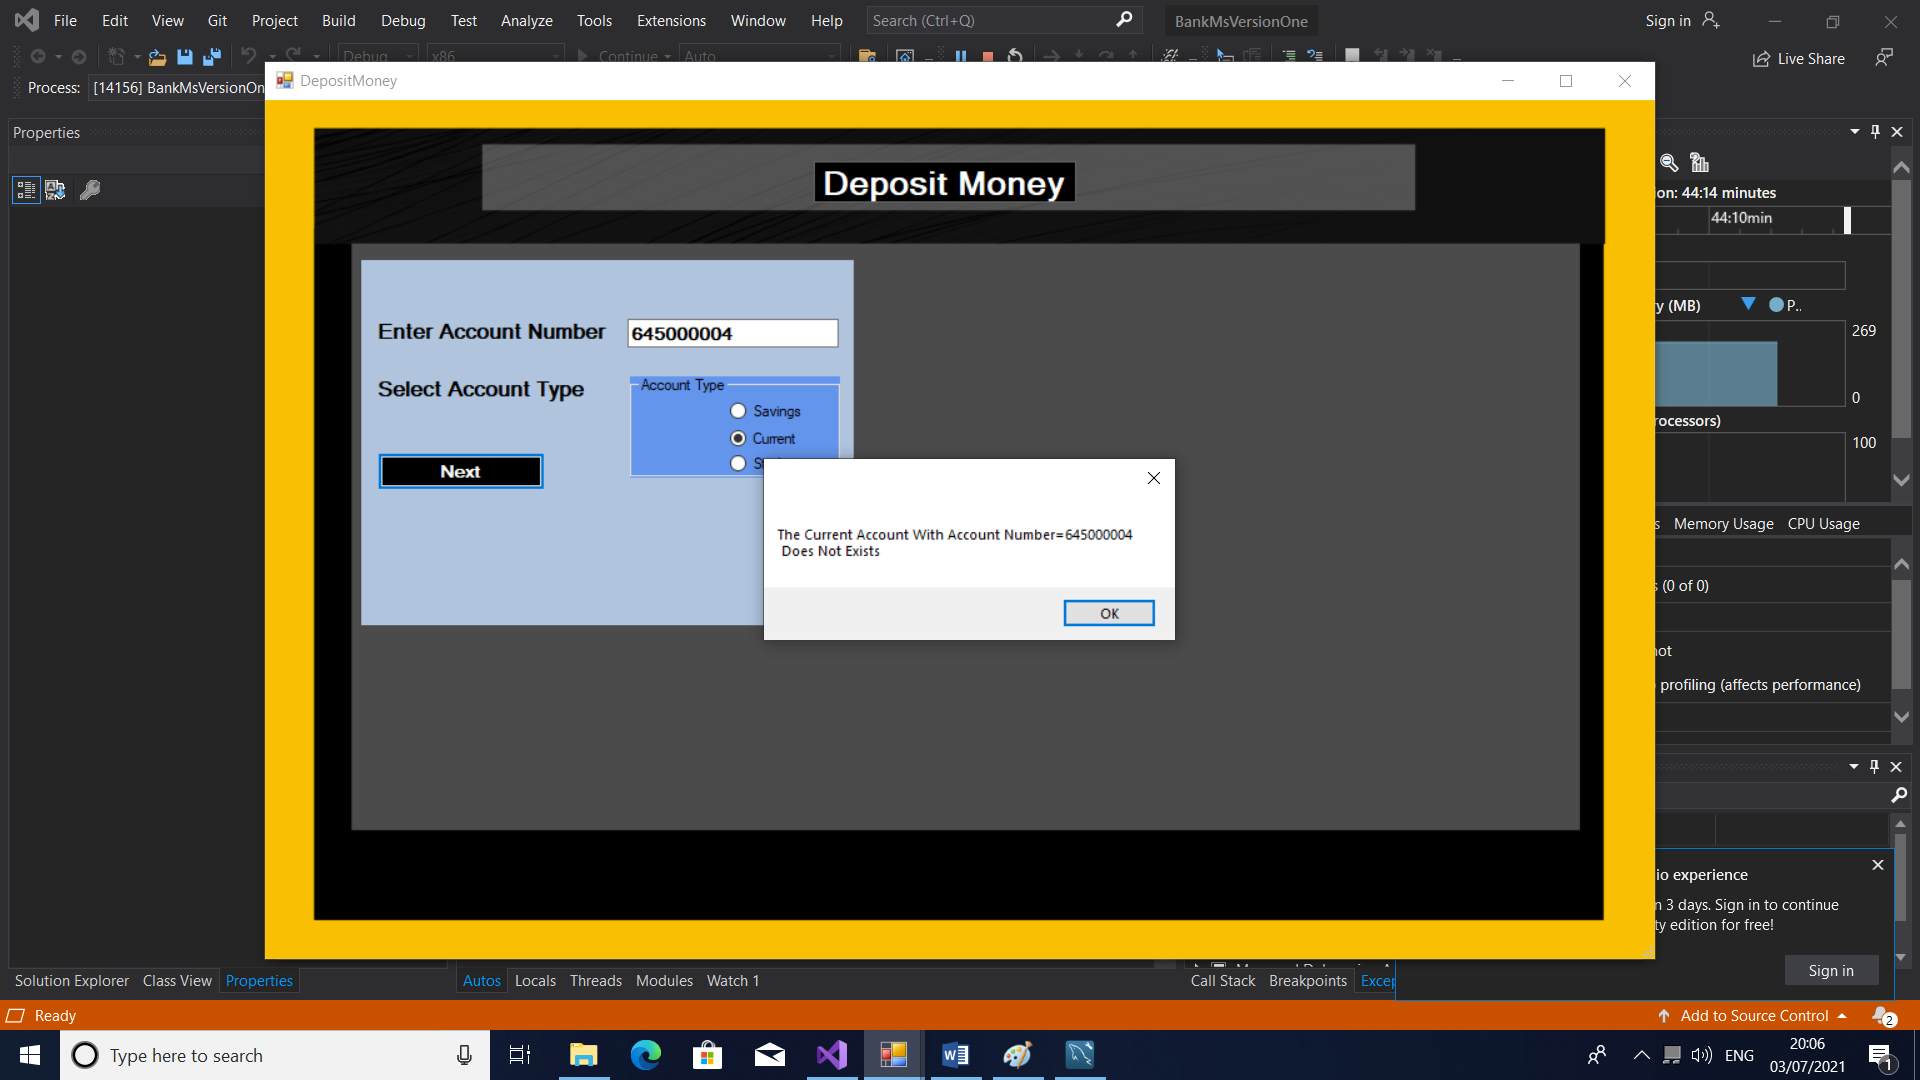 File Edit View Git Project Build Debug Test Analyze Tools Extensions Window Help Search (Ctrl+Q) BankMsVersionOne Sign in
Debug x86 Continue Auto Live Share
Process: [14156] BankMsVersionOn
DepositMoney
Properties
Deposit Money
ion: 44:14 minutes
44:10min
y (MB) P..
269
0
rocessors)
100
Enter Account Number 645000004
Select Account Type
Account Type
Savings
Current
Next
The Current Account With Account Number=645000004
Does Not Exists
OK
s Memory Usage CPU Usage
s (0 of 0)
not
profiling (affects performance)
io experience
n 3 days. Sign in to continue
ty edition for free!
Sign in
Solution Explorer Class View Properties Autos Locals Threads Modules Watch 1 Call Stack Breakpoints Excep
Ready Add to Source Control 2
Type here to search ENG 20:06
03/07/2021 1